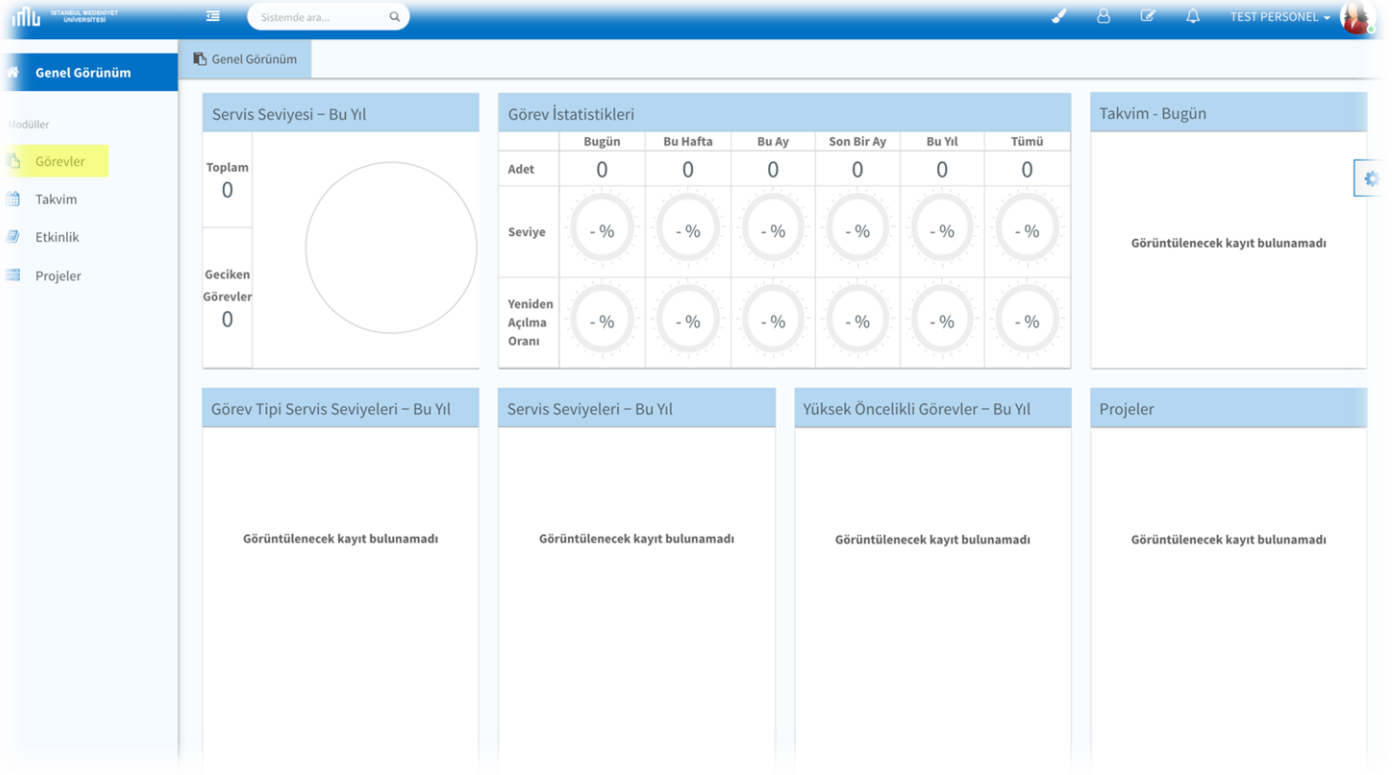 İSTANBUL MEDENİYET
ÜNİVERSİTESİ
Sistemde ara...
TEST PERSONEL
Genel Görünüm
Modüller
Görevler
Takvim
Etkinlik
Projeler
Genel Görünüm
Servis Seviyesi – Bu Yıl
Toplam
0
Geciken
Görevler
0
Görev İstatistikleri
Bugün Bu Hafta Bu Ay Son Bir Ay Bu Yıl Tümü
Adet 0 0 0 0 0 0
Seviye - % - % - % - % - % - %
Yeniden
Açılma - % - % - % - % - % - %
Oranı
Takvim - Bugün
Görüntülenecek kayıt bulunamadı
Görev Tipi Servis Seviyeleri – Bu Yıl
Görüntülenecek kayıt bulunamadı
Servis Seviyeleri – Bu Yıl
Görüntülenecek kayıt bulunamadı
Yüksek Öncelikli Görevler – Bu Yıl
Görüntülenecek kayıt bulunamadı
Projeler
Görüntülenecek kayıt bulunamadı